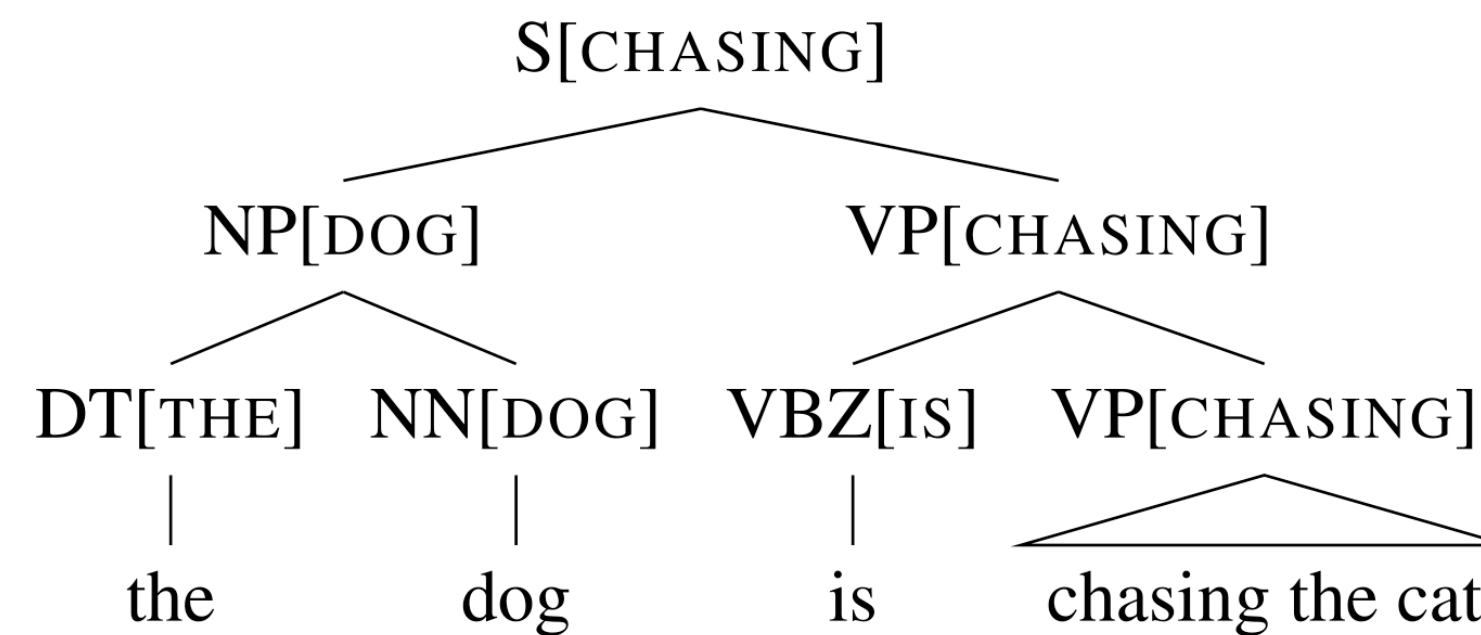 S[CHASING]
NP[DOG] VP[CHASING]
DT[THE] NN[DOG] VBZ[IS] VP[CHASING]
the dog is chasing the cat